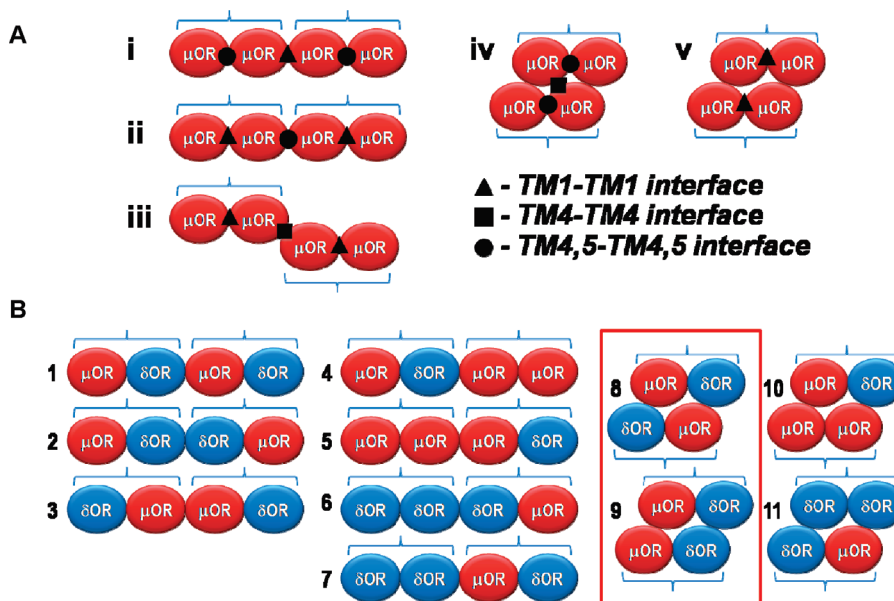 A
i μOR μOR μOR μOR
iv μOR μOR
μOR μOR
v μOR μOR
μOR μOR
ii μOR μOR μOR μOR
iii μOR μOR
μOR μOR
- TM1-TM1 interface
- TM4-TM4 interface
- TM4,5-TM4,5 interface
B
1 μOR δOR μOR δOR
2 μOR δOR δOR μOR
3 δOR μOR μOR δOR
4 μOR δOR μOR μOR
5 μOR μOR μOR δOR
6 δOR δOR δOR μOR
7 δOR δOR μOR δOR
8 μOR δOR
δOR μOR
9 μOR δOR
μOR δOR
10 μOR δOR
μOR μOR
11 δOR δOR
δOR μOR